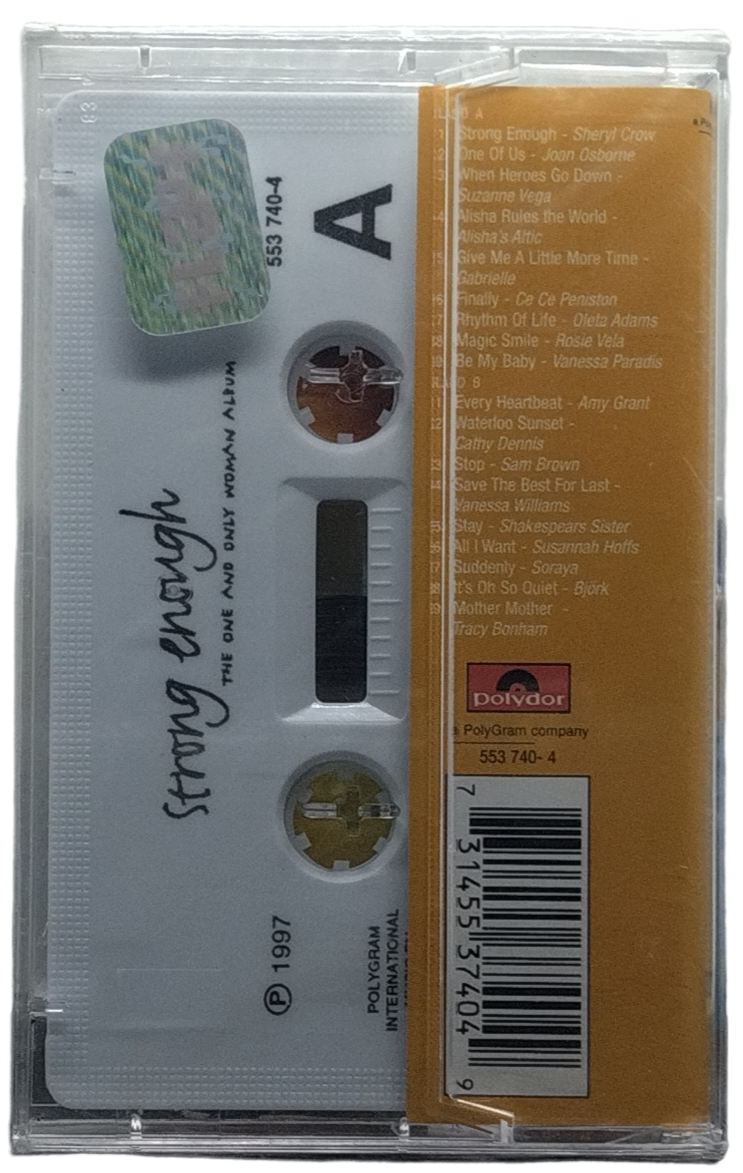 83
553 740-4
A
strong enough
THE ONE AND ONLY WOMAN ALBUM
℗ 1997
POLYGRAM
INTERNATIONAL
A
Strong Enough - Sheryl Crow
One Of Us - Joan Osborne
When Heroes Go Down -
Suzanne Vega
Alisha Rules the World -
Alisha's Attic
Give Me A Little More Time -
Gabrielle
Finally - Ce Ce Peniston
Rhythm Of Life - Oleta Adams
Magic Smile - Rosie Vela
Be My Baby - Vanessa Paradis
B
Every Heartbeat - Amy Grant
Waterloo Sunset -
Cathy Dennis
Stop - Sam Brown
Save The Best For Last -
Vanessa Williams
Stay - Shakespears Sister
All I Want - Susannah Hoffs
Suddenly - Soraya
It's Oh So Quiet - Björk
Mother Mother -
Tracy Bonham
polydor
a PolyGram company
553 740- 4
7 31455 37404 9